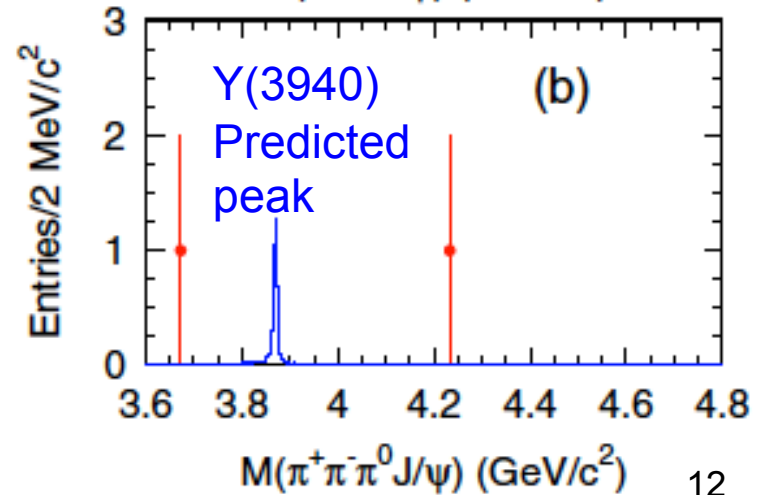 3
Y(3940)
(b)
Predicted
peak
2
1
0
Entries/2 MeV/c²
3.6 3.8 4 4.2 4.4 4.6 4.8
M(π⁺π⁻π⁰J/ψ) (GeV/c²)
12